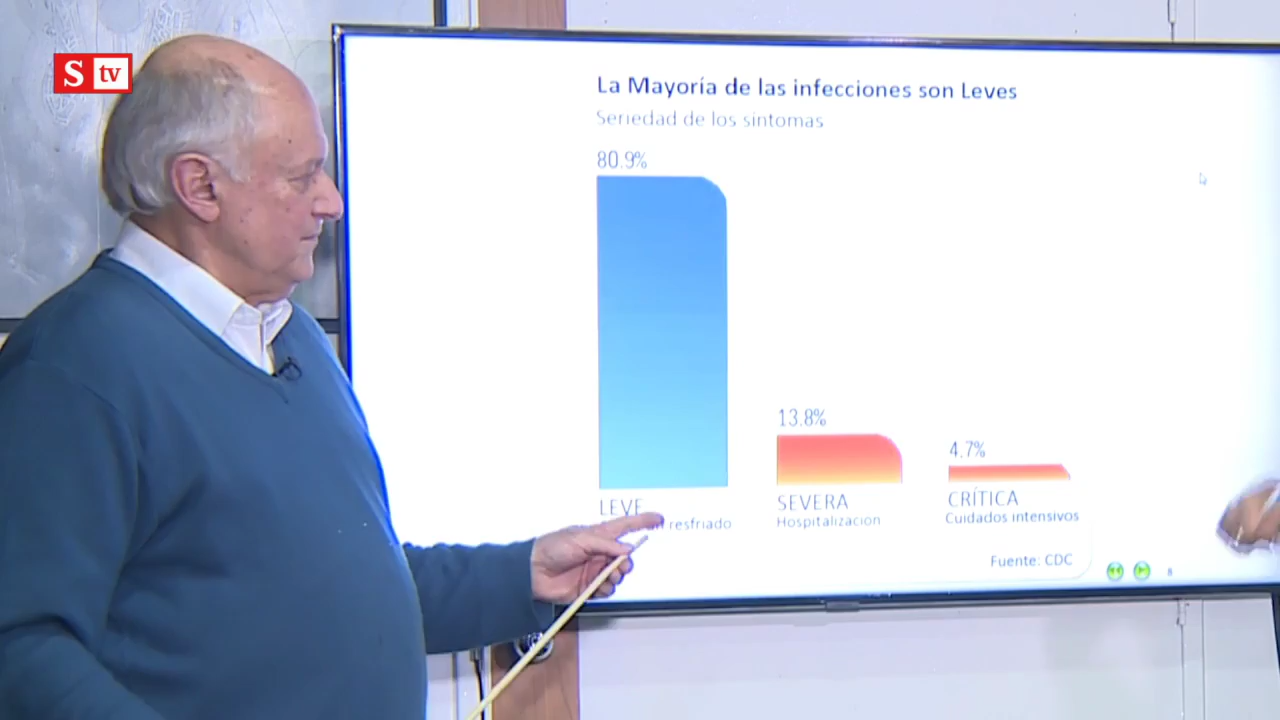 S tv
La Mayoría de las infecciones son Leves
Seriedad de los síntomas
80.9%
13.8%
4.7%
LEVE
resfriado
SEVERA
Hospitalización
CRÍTICA
Cuidados intensivos
Fuente: CDC
8